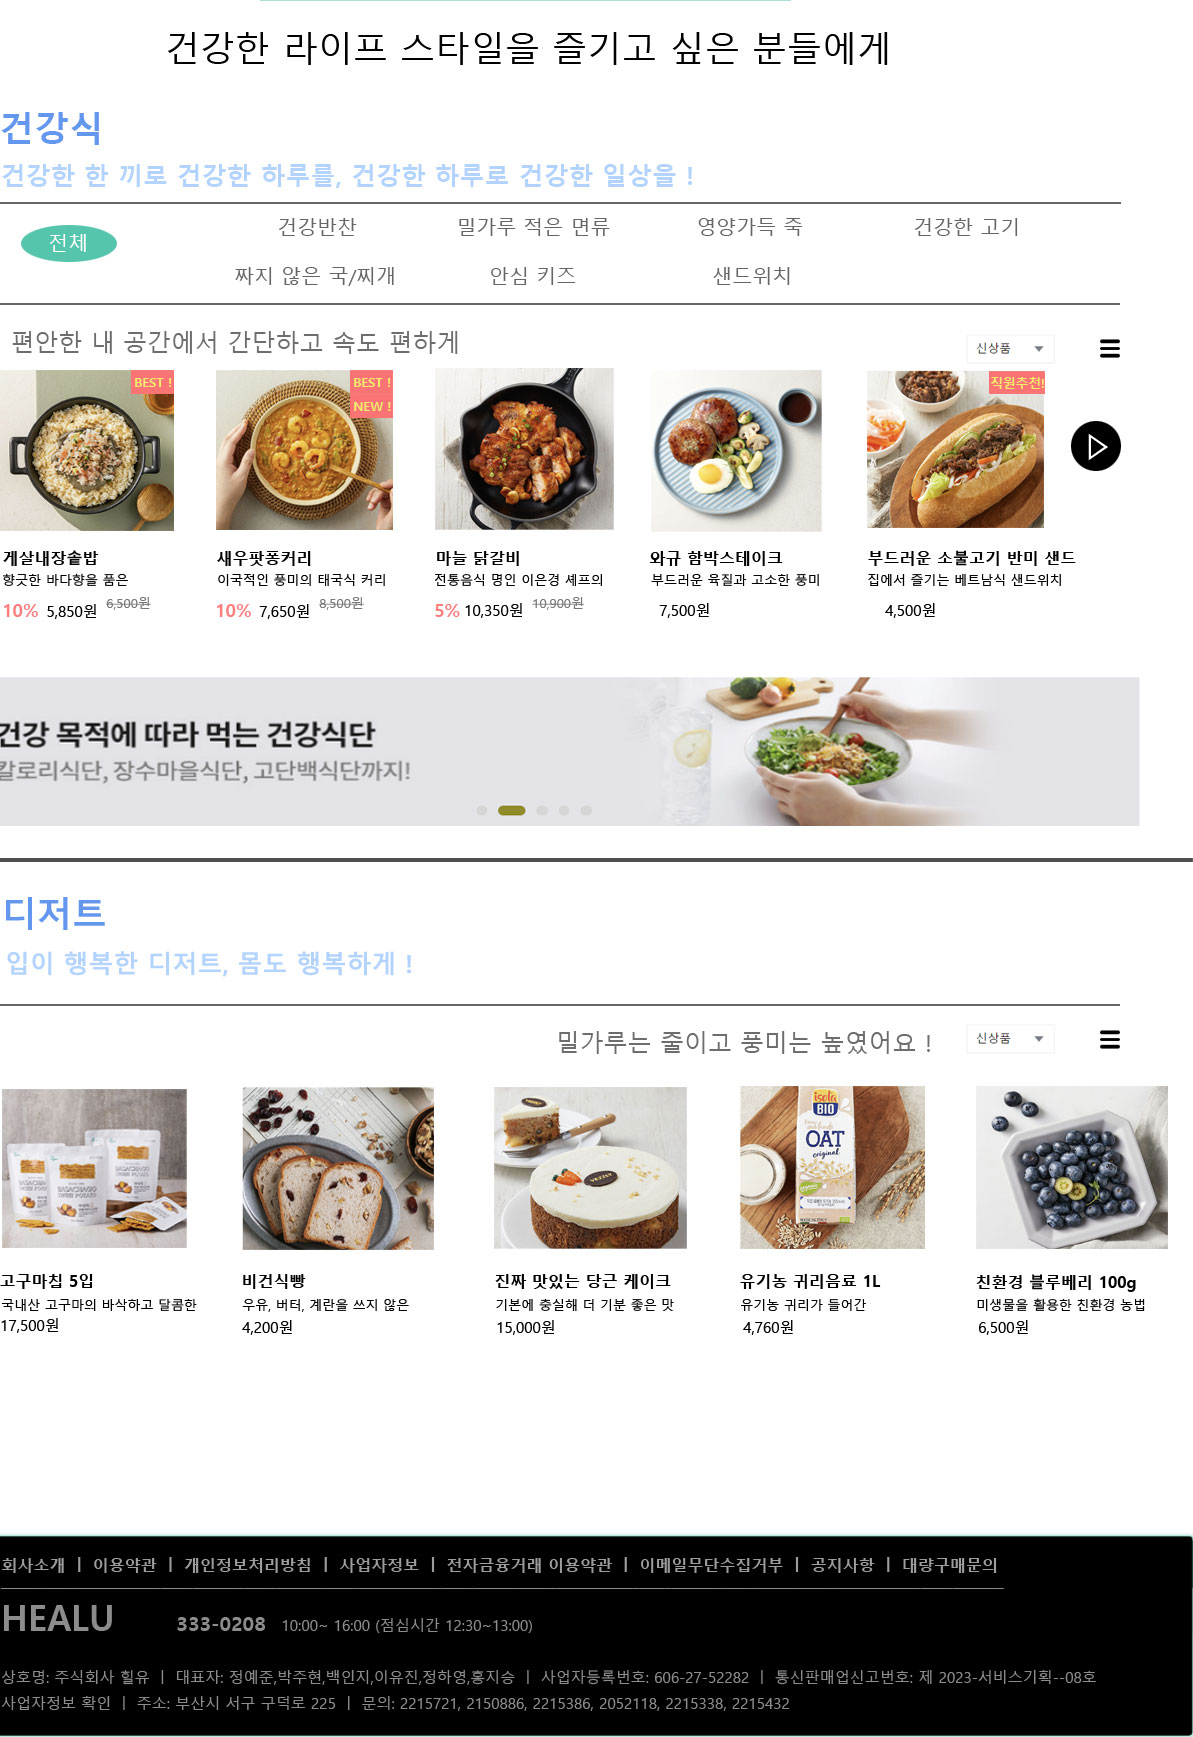 건강한 라이프 스타일을 즐기고 싶은 분들에게
건강식
건강한 한 끼로 건강한 하루를, 건강한 하루로 건강한 일상을 !
전체
건강반찬
밀가루 적은 면류
영양가득 죽
건강한 고기
짜지 않은 국/찌개
안심 키즈
샌드위치
편안한 내 공간에서 간단하고 속도 편하게
신상품
BEST !
BEST !
NEW !
직원추천!
게살내장솥밥
향긋한 바다향을 품은
10% 5,850원 6,500원
새우팟퐁커리
이국적인 풍미의 태국식 커리
10% 7,650원 8,500원
마늘 닭갈비
전통음식 명인 이은경 셰프의
5% 10,350원 10,900원
와규 함박스테이크
부드러운 육질과 고소한 풍미
7,500원
부드러운 소불고기 반미 샌드
집에서 즐기는 베트남식 샌드위치
4,500원
건강 목적에 따라 먹는 건강식단
칼로리식단, 장수마을식단, 고단백식단까지!
디저트
입이 행복한 디저트, 몸도 행복하게 !
밀가루는 줄이고 풍미는 높였어요 !
신상품
isola
BIO
OAT
original
고구마칩 5입
국내산 고구마의 바삭하고 달콤한
17,500원
비건식빵
우유, 버터, 계란을 쓰지 않은
4,200원
진짜 맛있는 당근 케이크
기본에 충실해 더 기분 좋은 맛
15,000원
유기농 귀리음료 1L
유기농 귀리가 들어간
4,760원
친환경 블루베리 100g
미생물을 활용한 친환경 농법
6,500원
회사소개 | 이용약관 | 개인정보처리방침 | 사업자정보 | 전자금융거래 이용약관 | 이메일무단수집거부 | 공지사항 | 대량구매문의
HEALU 333-0208 10:00~ 16:00 (점심시간 12:30~13:00)
상호명: 주식회사 힐유 | 대표자: 정예준,박주현,백인지,이유진,정하영,홍지승 | 사업자등록번호: 606-27-52282 | 통신판매업신고번호: 제 2023-서비스기획--08호
사업자정보 확인 | 주소: 부산시 서구 구덕로 225 | 문의: 2215721, 2150886, 2215386, 2052118, 2215338, 2215432